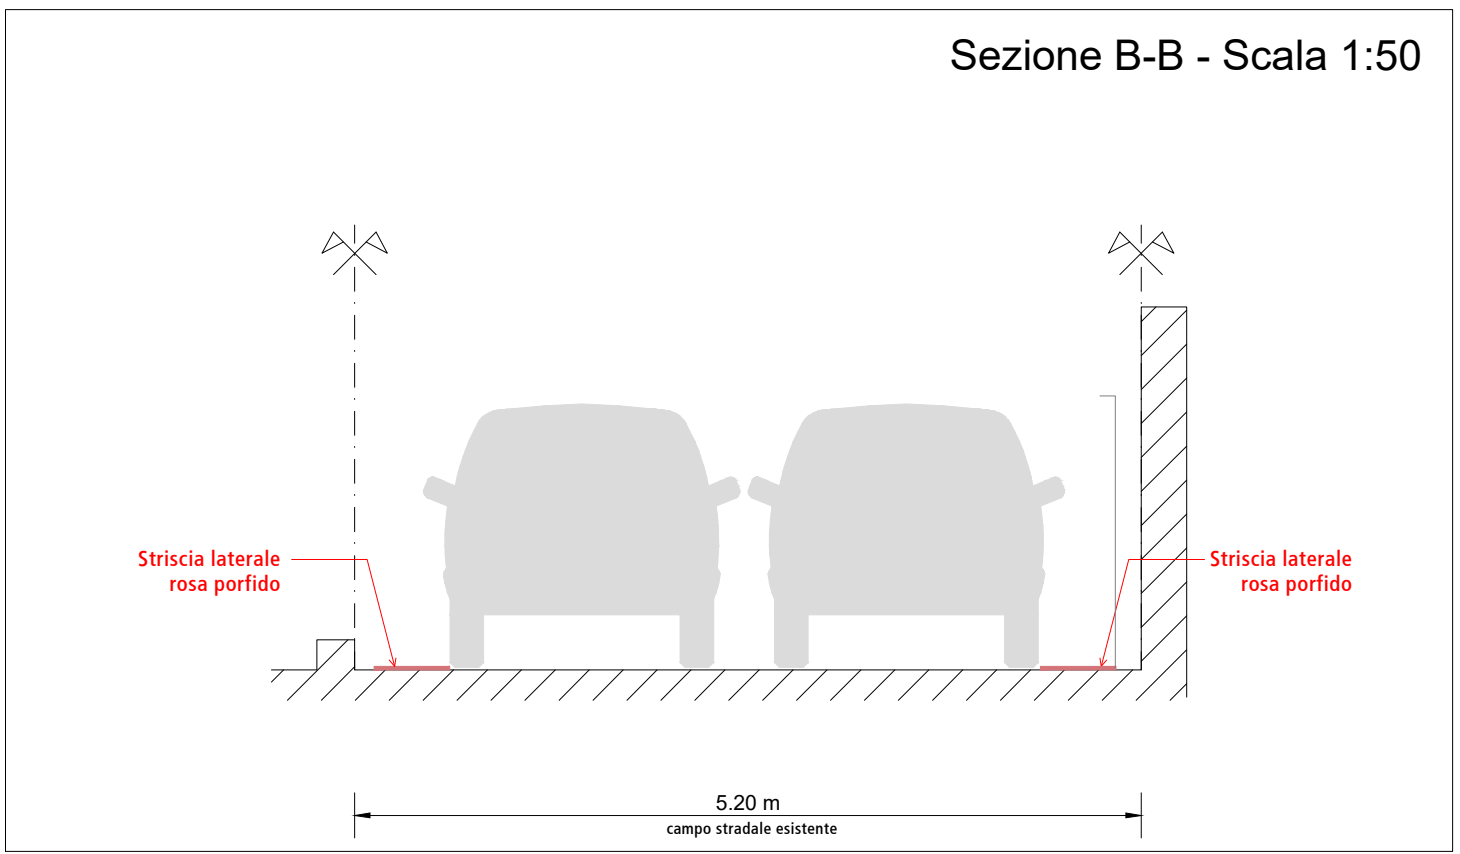 Sezione B-B - Scala 1:50
Striscia laterale
rosa porfido
Striscia laterale
rosa porfido
5.20 m
campo stradale esistente